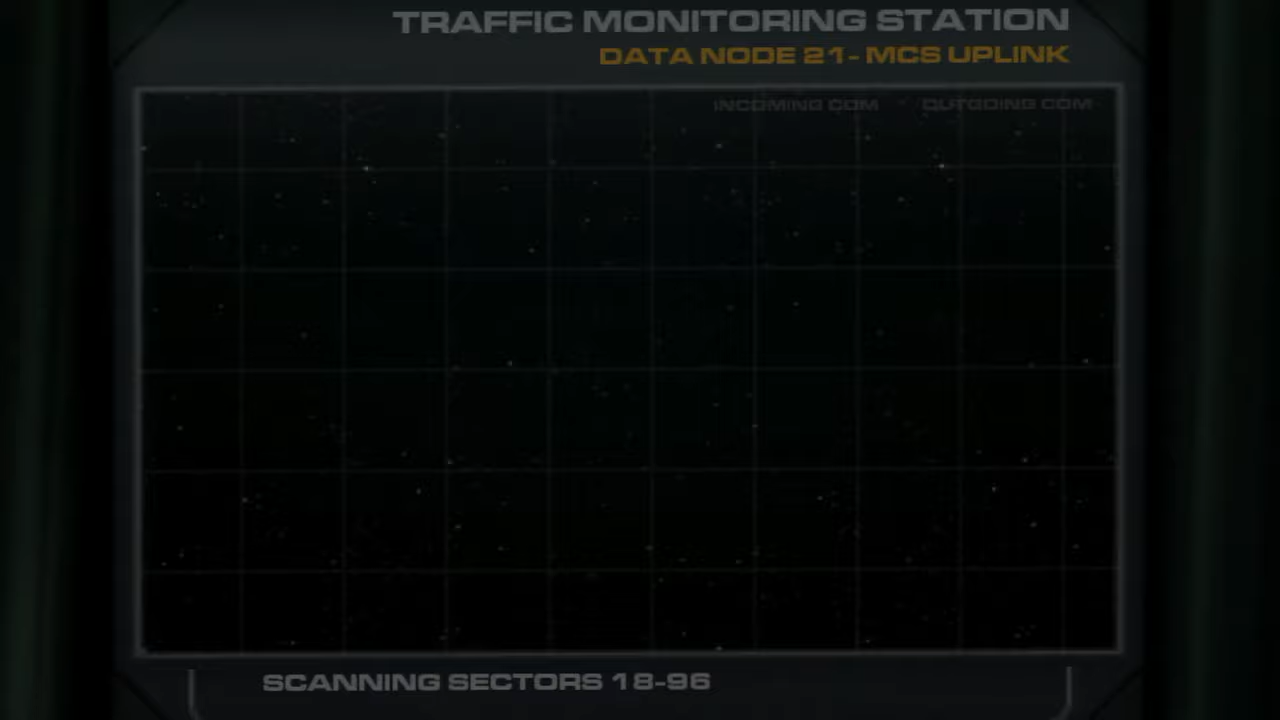 TRAFFIC MONITORING STATION
DATA NODE 21- MCS UPLINK
INCOMING COM OUTGOING COM
SCANNING SECTORS 18-96